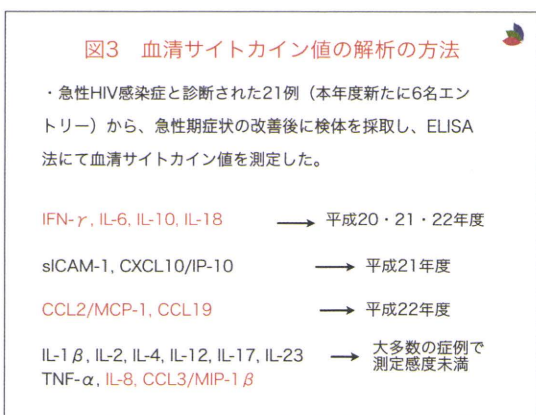 図3 血清サイトカイン値の解析の方法
・急性HIV感染症と診断された21例（本年度新たに6名エン
トリー）から、急性期症状の改善後に検体を採取し、ELISA
法にて血清サイトカイン値を測定した。
IFN-γ, IL-6, IL-10, IL-18 → 平成20・21・22年度
sICAM-1, CXCL10/IP-10 → 平成21年度
CCL2/MCP-1, CCL19 → 平成22年度
IL-1β, IL-2, IL-4, IL-12, IL-17, IL-23 → 大多数の症例で
TNF-α, IL-8, CCL3/MIP-1β 測定感度未満